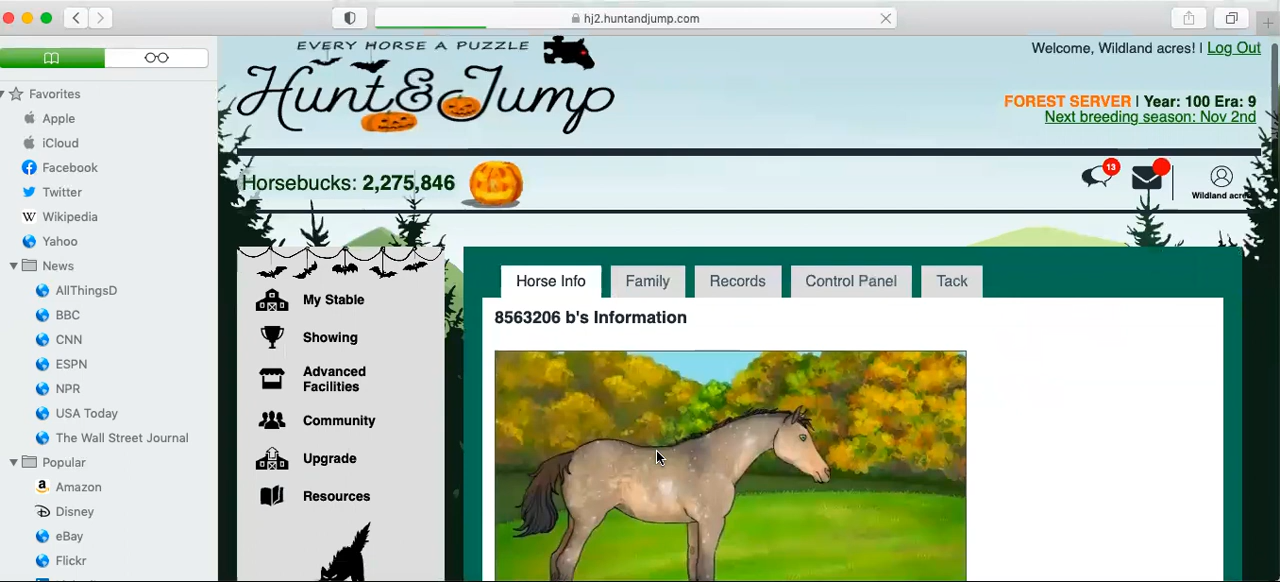 hj2.huntandjump.com
Favorites
Apple
iCloud
Facebook
Twitter
Wikipedia
Yahoo
News
AllThingsD
BBC
CNN
ESPN
NPR
USA Today
The Wall Street Journal
Popular
Amazon
Disney
eBay
Flickr
EVERY HORSE A PUZZLE
Hunt&Jump
Welcome, Wildland acres! | Log Out
FOREST SERVER | Year: 100 Era: 9
Next breeding season: Nov 2nd
Horsebucks: 2,275,846
13
Wildland acres
My Stable
Showing
Advanced
Facilities
Community
Upgrade
Resources
Horse Info
Family
Records
Control Panel
Tack
8563206 b's Information